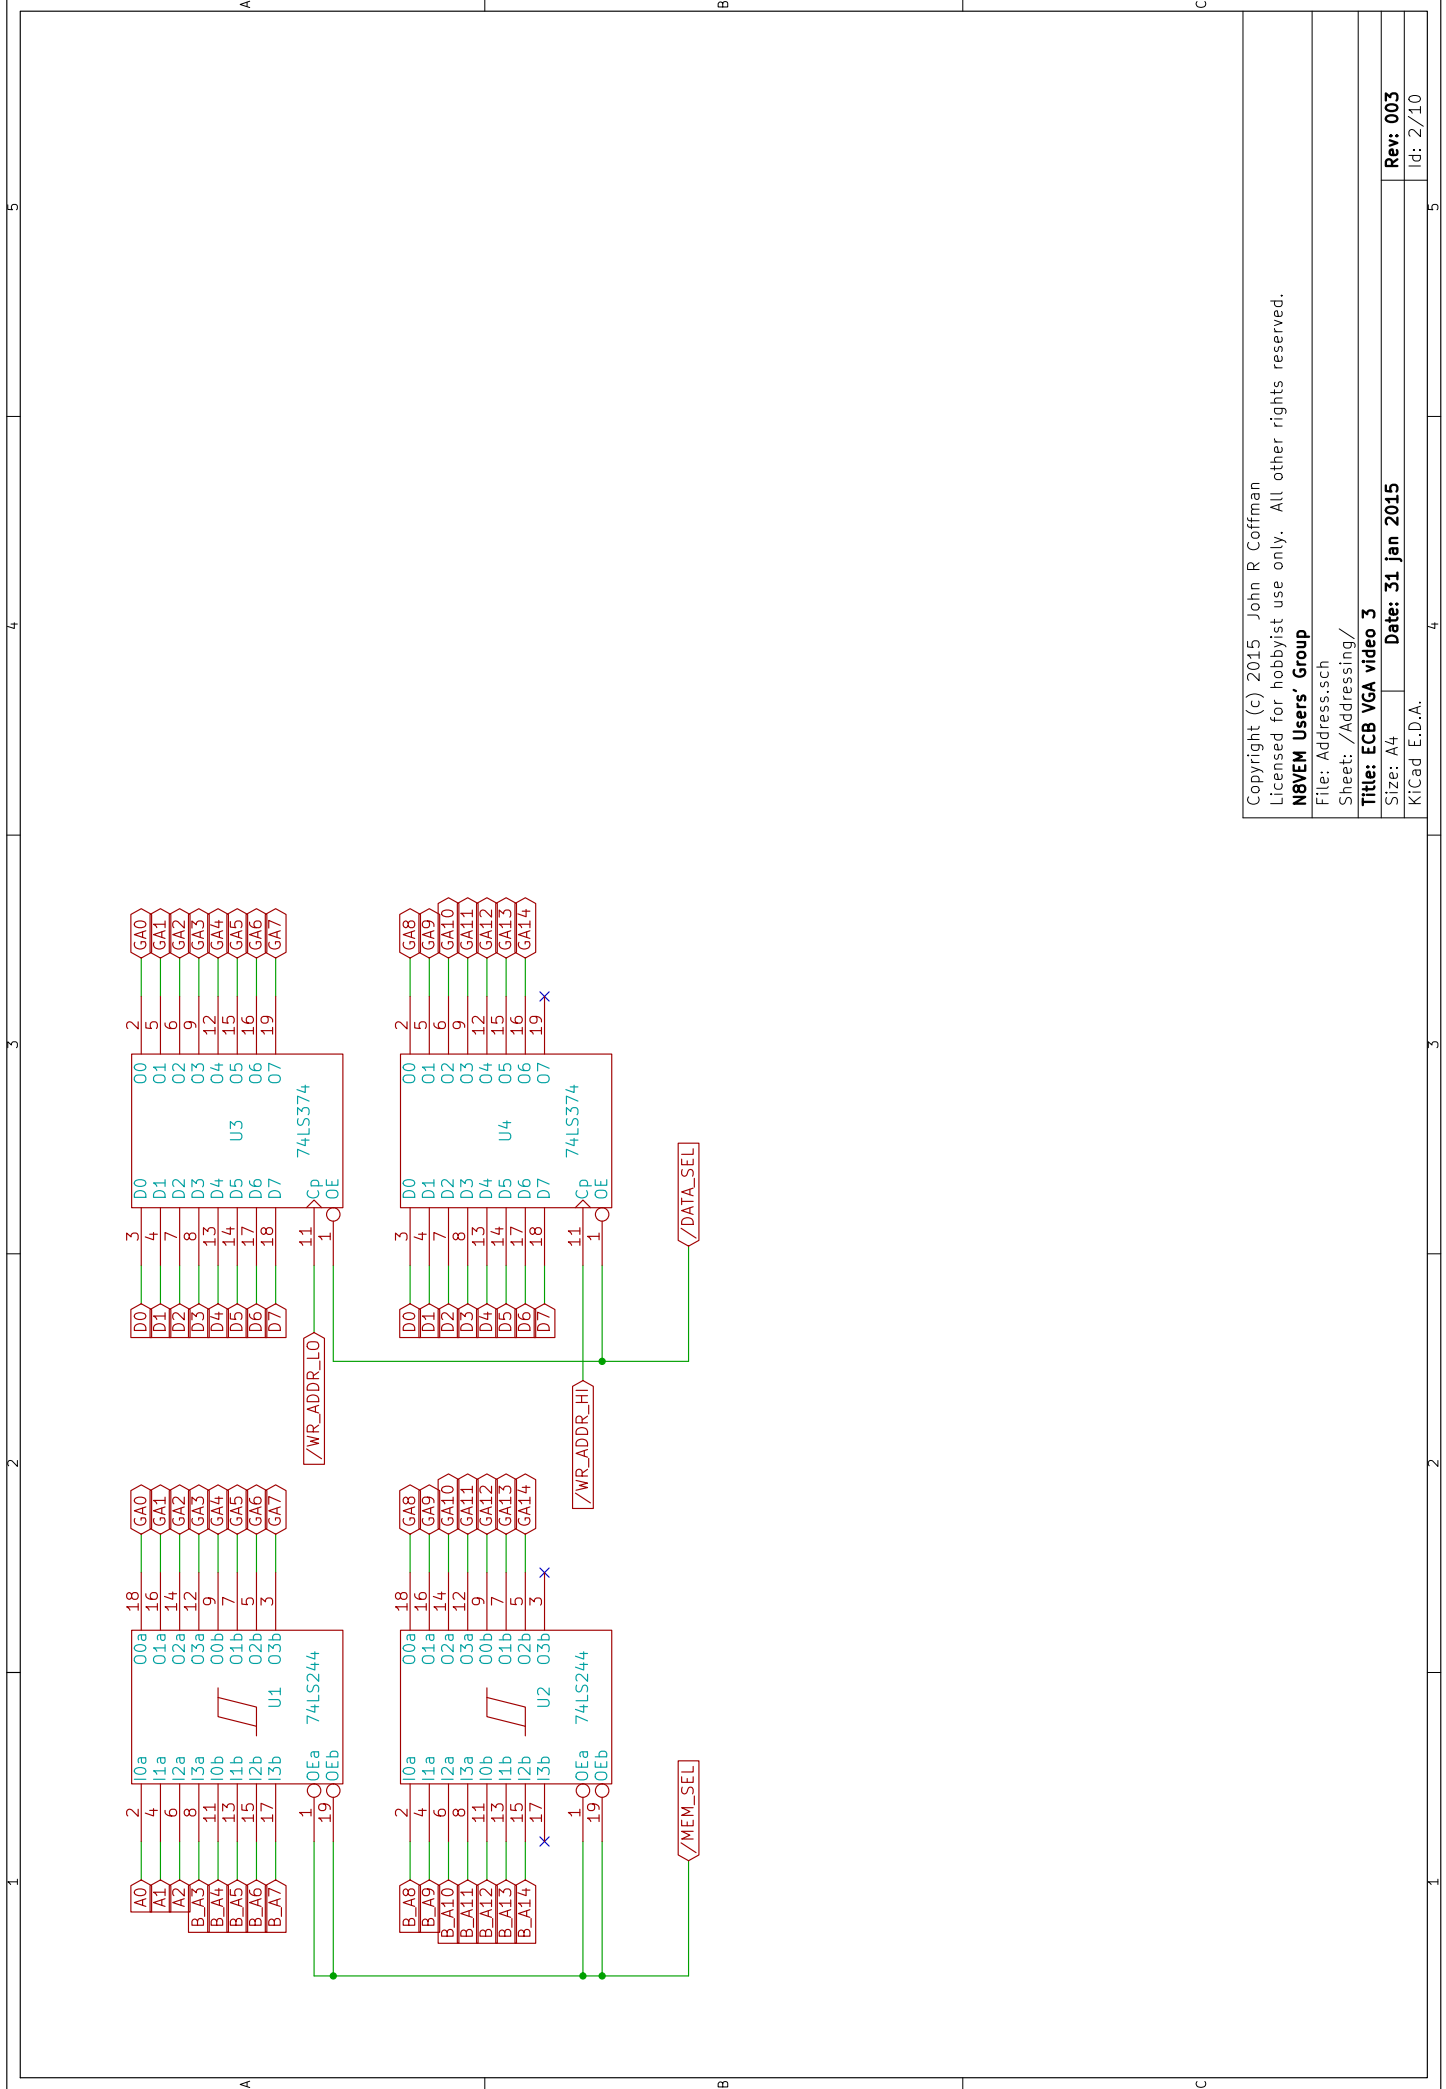 1 2 3 4 5
A
B
C
A0 2 I0a O0a 18 GA0
A1 4 I1a O1a 16 GA1
A2 6 I2a O2a 14 GA2
B_A3 8 I3a O3a 12 GA3
B_A4 11 I0b O0b 9 GA4
B_A5 13 I1b O1b 7 GA5
B_A6 15 I2b O2b 5 GA6
B_A7 17 I3b O3b 3 GA7
U1
1 OEa
74LS244
19 OEb
D0 3 D0 O0 2 GA0
D1 4 D1 O1 5 GA1
D2 7 D2 O2 6 GA2
D3 8 D3 O3 9 GA3
D4 13 D4 O4 12 GA4
D5 14 D5 O5 15 GA5
D6 17 D6 O6 16 GA6
D7 18 D7 O7 19 GA7
U3
74LS374
/WR_ADDR_LO 11 Cp
1 OE
B_A8 2 I0a O0a 18 GA8
B_A9 4 I1a O1a 16 GA9
B_A10 6 I2a O2a 14 GA10
B_A11 8 I3a O3a 12 GA11
B_A12 11 I0b O0b 9 GA12
B_A13 13 I1b O1b 7 GA13
B_A14 15 I2b O2b 5 GA14
17 I3b O3b 3
U2
1 OEa
74LS244
19 OEb
/MEM_SEL
D0 3 D0 O0 2 GA8
D1 4 D1 O1 5 GA9
D2 7 D2 O2 6 GA10
D3 8 D3 O3 9 GA11
D4 13 D4 O4 12 GA12
D5 14 D5 O5 15 GA13
D6 17 D6 O6 16 GA14
D7 18 D7 O7 19
U4
74LS374
/WR_ADDR_HI 11 Cp
1 OE
/DATA_SEL
Copyright (c) 2015 John R Coffman
Licensed for hobbyist use only. All other rights reserved.
N8VEM Users' Group
File: Address.sch
Sheet: /Addressing/
Title: ECB VGA video 3
Size: A4 Date: 31 jan 2015 Rev: 003
KiCad E.D.A. Id: 2/10
1 2 3 4 5
A
B
C